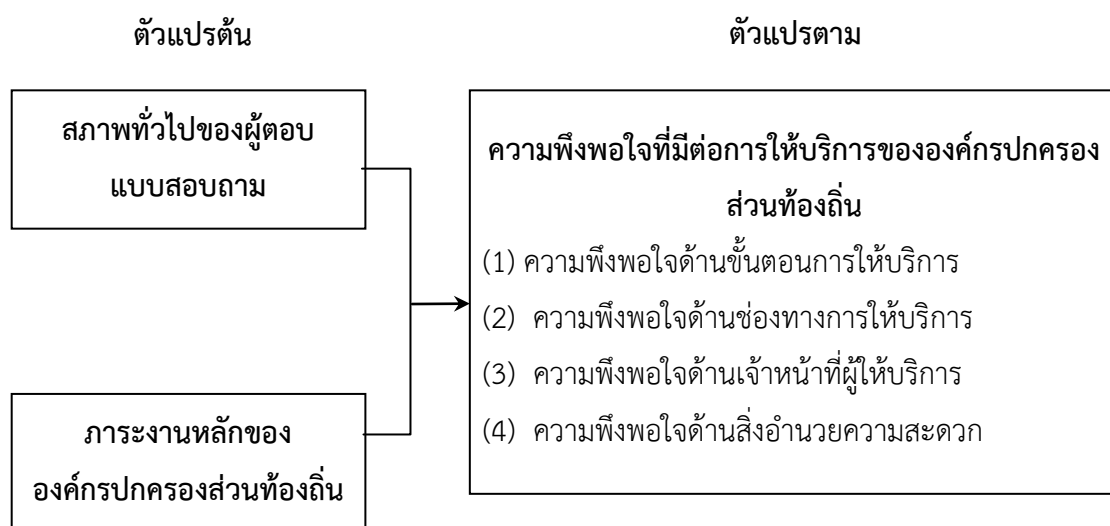 ตัวแปรต้น
ตัวแปรตาม
สภาพทั่วไปของผู้ตอบ
แบบสอบถาม
ภาระงานหลักของ
องค์กรปกครองส่วนท้องถิ่น
ความพึงพอใจที่มีต่อการให้บริการขององค์กรปกครอง
ส่วนท้องถิ่น
(1) ความพึงพอใจด้านขั้นตอนการให้บริการ
(2) ความพึงพอใจด้านช่องทางการให้บริการ
(3) ความพึงพอใจด้านเจ้าหน้าที่ผู้ให้บริการ
(4) ความพึงพอใจด้านสิ่งอำนวยความสะดวก